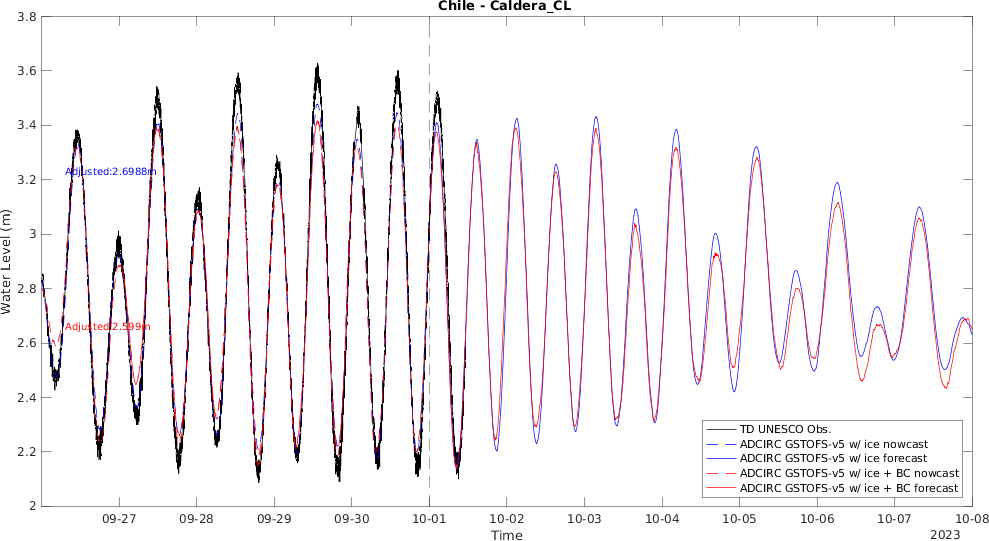 Chile - Caldera_CL
3.8
3.6
3.4
3.2
3
2.8
2.6
2.4
2.2
2
Water Level (m)
Adjusted:2.6988m
Adjusted:2.599m
TD UNESCO Obs.
ADCIRC GSTOFS-v5 w/ ice nowcast
ADCIRC GSTOFS-v5 w/ ice forecast
ADCIRC GSTOFS-v5 w/ ice + BC nowcast
ADCIRC GSTOFS-v5 w/ ice + BC forecast
09-27 09-28 09-29 09-30 10-01 10-02 10-03 10-04 10-05 10-06 10-07 10-08
Time
2023